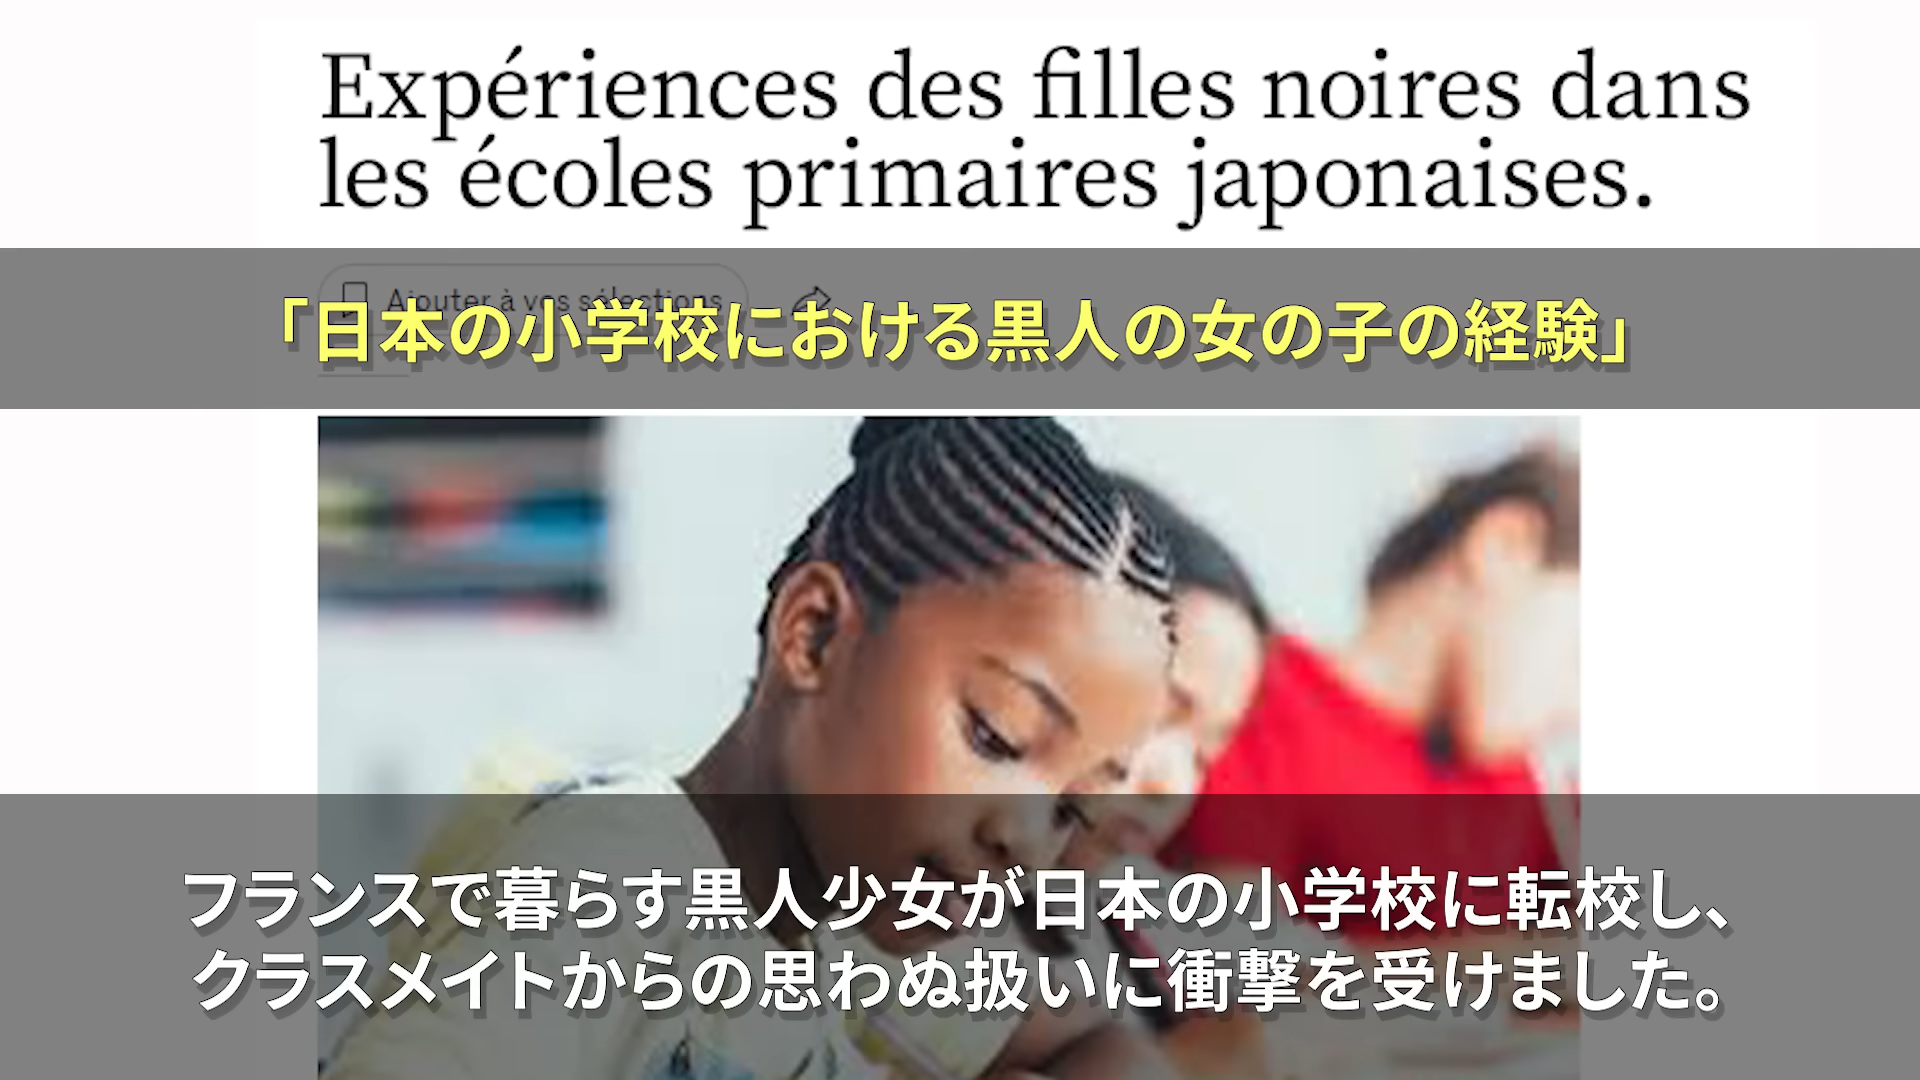 Expériences des filles noires dans
les écoles primaires japonaises.
Ajouter à vos sélections
「日本の小学校における黒人の女の子の経験」
フランスで暮らす黒人少女が日本の小学校に転校し、
クラスメイトからの思わぬ扱いに衝撃を受けました。